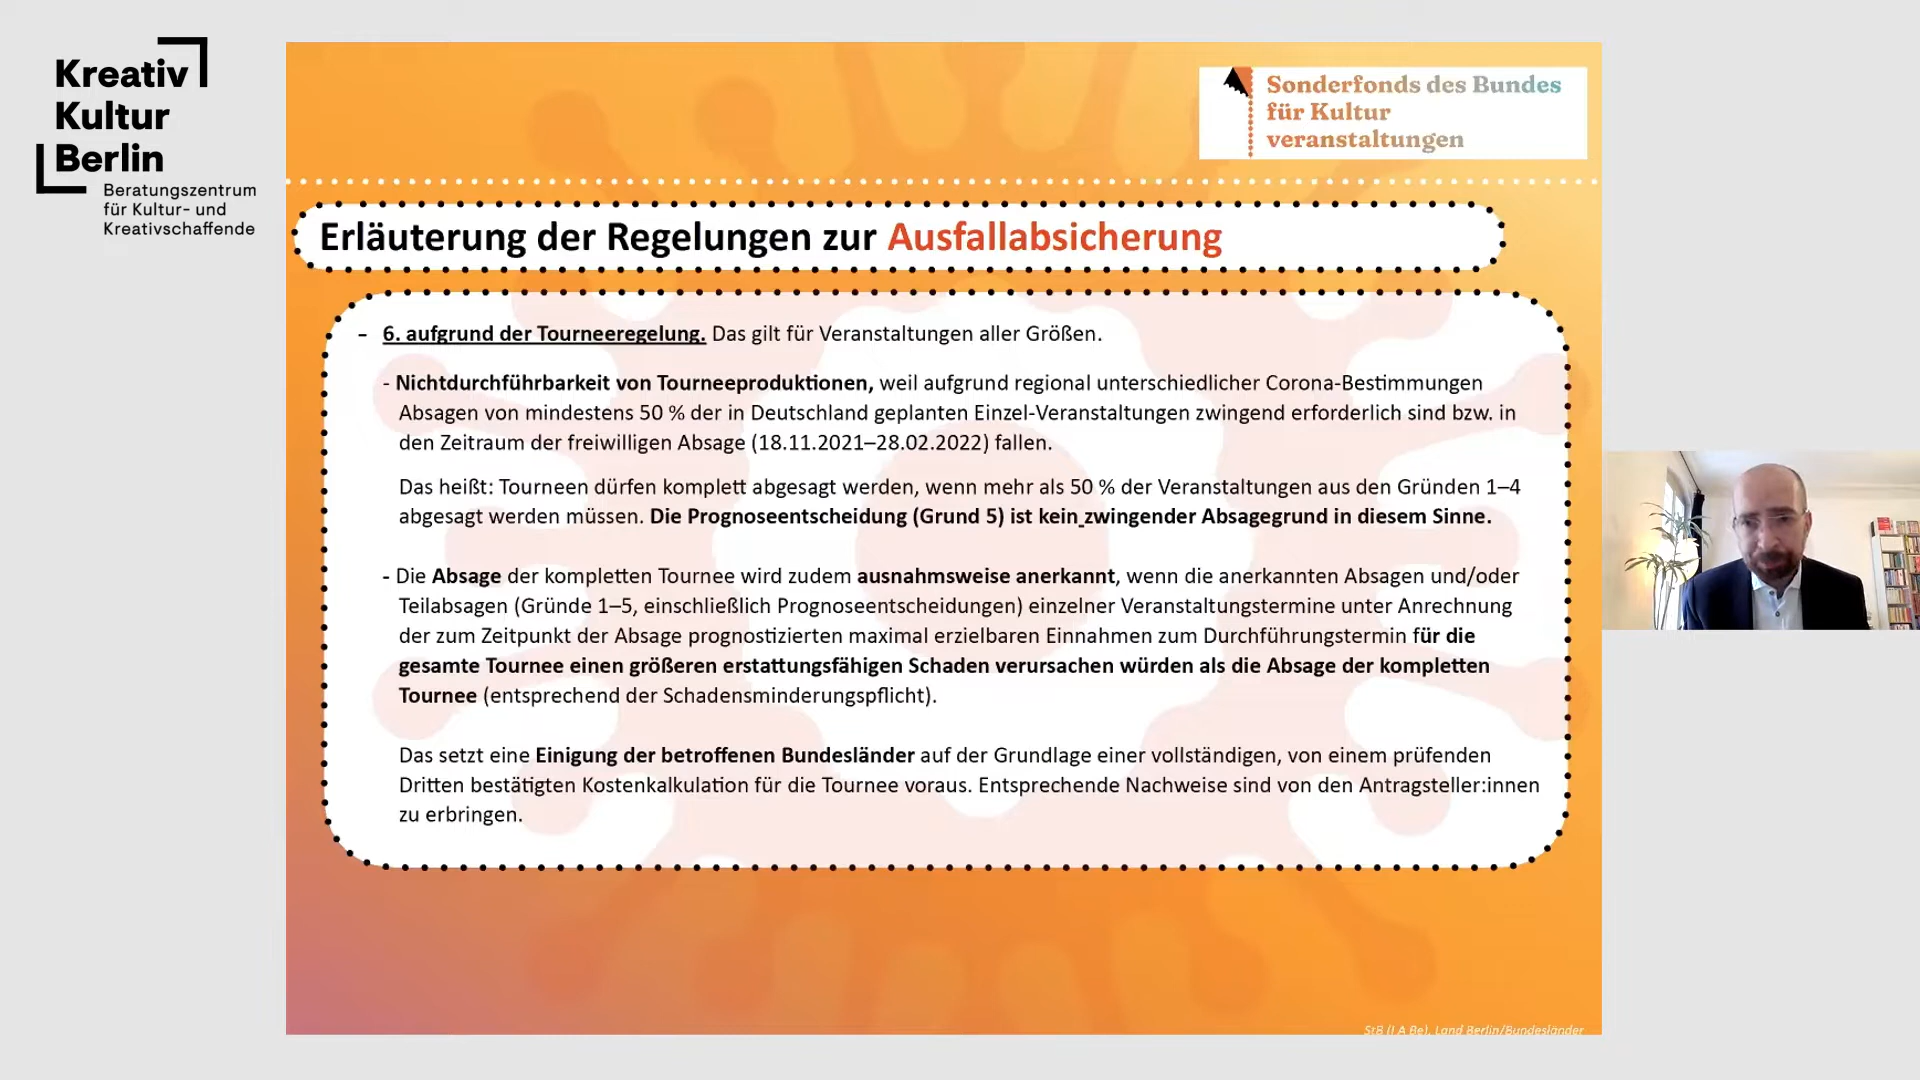 Kreativ
Kultur
Berlin
Beratungszentrum
für Kultur- und
Kreativschaffende
Sonderfonds des Bundes
für Kultur
veranstaltungen
Erläuterung der Regelungen zur Ausfallabsicherung
– 6. aufgrund der Tourneeregelung. Das gilt für Veranstaltungen aller Größen.
- Nichtdurchführbarkeit von Tourneeproduktionen, weil aufgrund regional unterschiedlicher Corona-Bestimmungen
Absagen von mindestens 50 % der in Deutschland geplanten Einzel-Veranstaltungen zwingend erforderlich sind bzw. in
den Zeitraum der freiwilligen Absage (18.11.2021–28.02.2022) fallen.
Das heißt: Tourneen dürfen komplett abgesagt werden, wenn mehr als 50 % der Veranstaltungen aus den Gründen 1–4
abgesagt werden müssen. Die Prognoseentscheidung (Grund 5) ist kein zwingender Absagegrund in diesem Sinne.
- Die Absage der kompletten Tournee wird zudem ausnahmsweise anerkannt, wenn die anerkannten Absagen und/oder
Teilabsagen (Gründe 1–5, einschließlich Prognoseentscheidungen) einzelner Veranstaltungstermine unter Anrechnung
der zum Zeitpunkt der Absage prognostizierten maximal erzielbaren Einnahmen zum Durchführungstermin für die
gesamte Tournee einen größeren erstattungsfähigen Schaden verursachen würden als die Absage der kompletten
Tournee (entsprechend der Schadensminderungspflicht).
Das setzt eine Einigung der betroffenen Bundesländer auf der Grundlage einer vollständigen, von einem prüfenden
Dritten bestätigten Kostenkalkulation für die Tournee voraus. Entsprechende Nachweise sind von den Antragsteller:innen
zu erbringen.
StB (I A Be), Land Berlin/Bundesländer